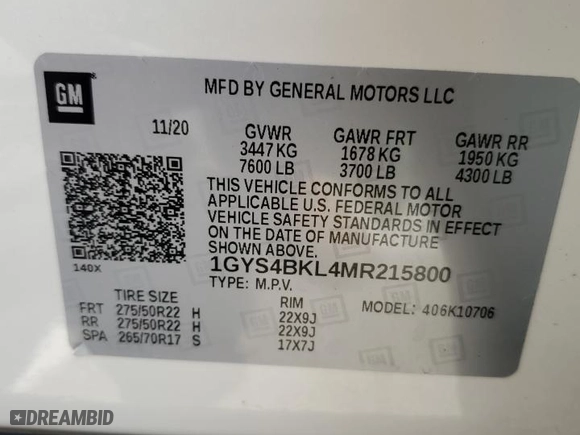 GM
MFD BY GENERAL MOTORS LLC
11/20 GVWR GAWR FRT GAWR RR
3447 KG 1678 KG 1950 KG
7600 LB 3700 LB 4300 LB
THIS VEHICLE CONFORMS TO ALL
APPLICABLE U.S. FEDERAL MOTOR
VEHICLE SAFETY STANDARDS IN EFFECT
ON THE DATE OF MANUFACTURE
SHOWN ABOVE.
140X
1GYS4BKL4MR215800
TYPE: M.P.V.
TIRE SIZE RIM MODEL: 406K10706
FRT 275/50R22 H 22X9J
RR 275/50R22 H 22X9J
SPA 265/70R17 S 17X7J
DREAMBID